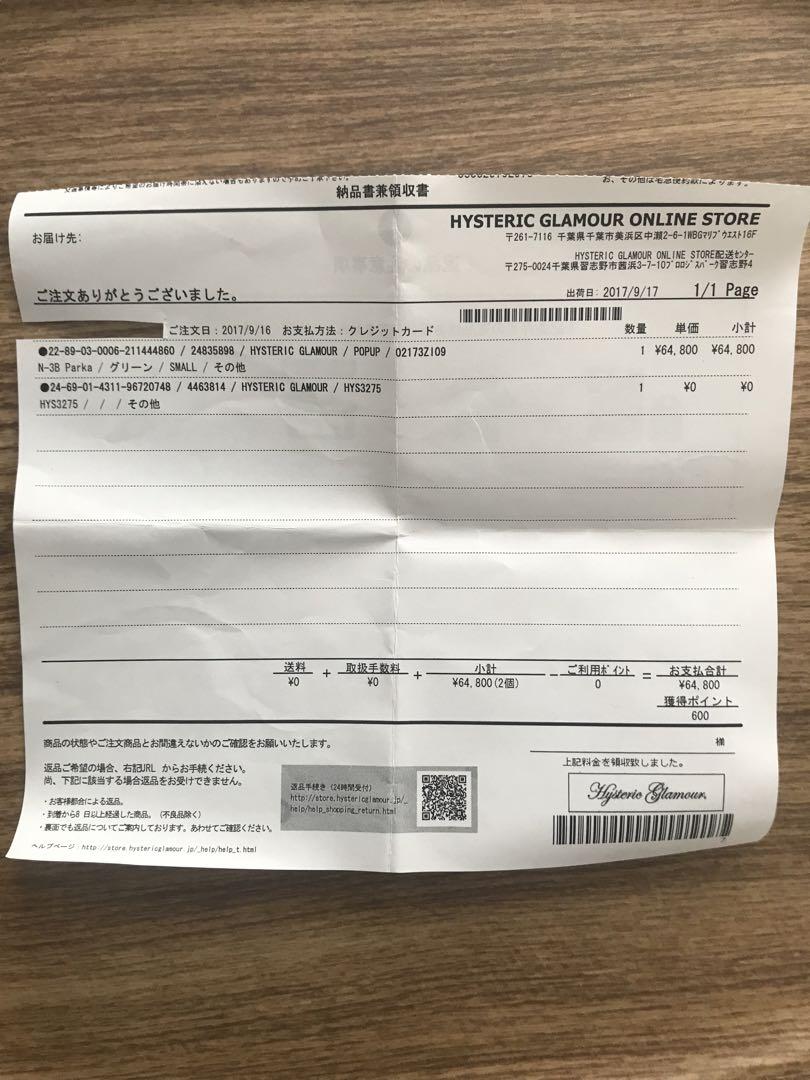 納品書兼領収書
HYSTERIC GLAMOUR ONLINE STORE
〒261-7116 千葉県千葉市美浜区中瀬2-6-1WBGマリブウエスト16F
お届け先:
HYSTERIC GLAMOUR ONLINE STORE配送センター
〒275-0024千葉県習志野市茜浜3-7-10プロロジスパーク習志野4
ご注文ありがとうございました。
出荷日: 2017/9/17 1/1 Page
ご注文日：2017/9/16 お支払方法：クレジットカード 数量 単価 小計
●22-89-03-0006-211444860 / 24835898 / HYSTERIC GLAMOUR / POPUP / 02173ZI09 1 ¥64,800 ¥64,800
N-3B Parka / グリーン / SMALL / その他
●24-69-01-4311-96720748 / 4463814 / HYSTERIC GLAMOUR / HYS3275 1 ¥0 ¥0
HYS3275 / / / その他
送料 + 取扱手数料 + 小計 - ご利用ポイント = お支払合計
¥0 ¥0 ¥64,800(2個) 0 ¥64,800
獲得ポイント
600
商品の状態やご注文商品とお間違えないかのご確認をお願いいたします。
様
返品ご希望の場合、右記URL からお手続ください。
尚、下記に該当する場合返品をお受けできません。
・お客様都合による返品。
・到着から8 日以上経過した商品。（不良品除く）
・裏面でも返品についてご案内しております。あわせてご確認ください。
返品手続き（24時間受付）
http://store.hystericglamour.jp/_
help/help_shopping_return.html
上記料金を領収致しました。
Hysteric Glamour.
ヘルプページ：http://store.hystericglamour.jp/_help/help_t.html